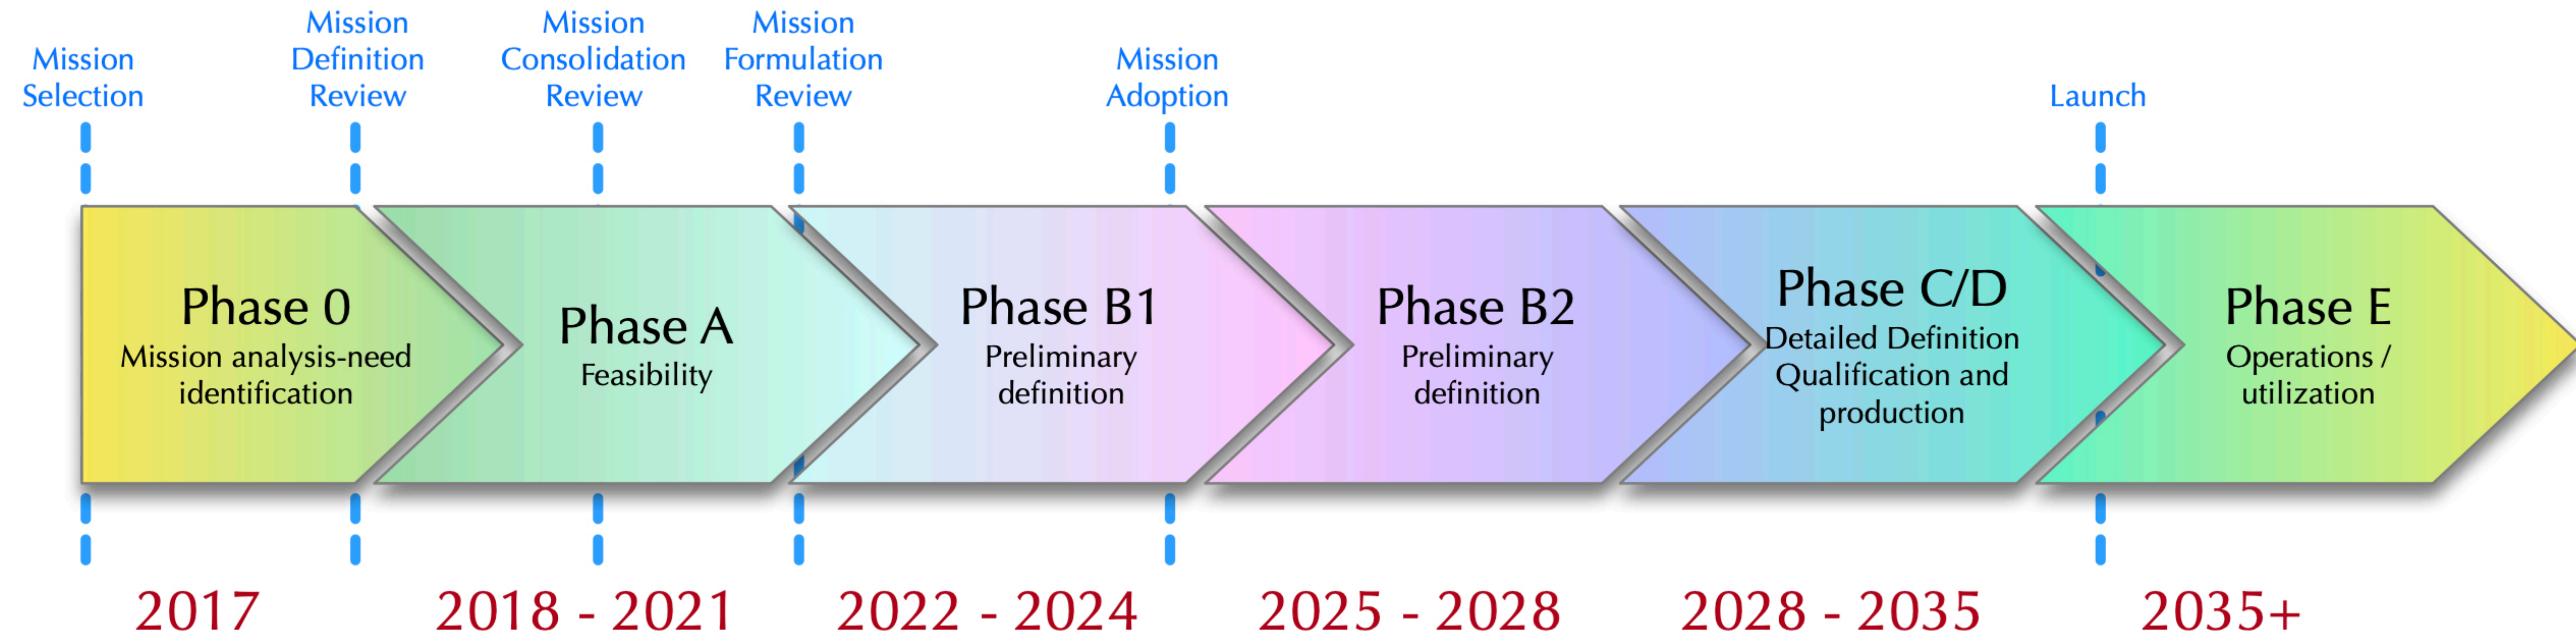 Mission
Selection
Mission
Definition
Review
Mission
Consolidation
Review
Mission
Formulation
Review
Mission
Adoption
Launch
Phase 0
Mission analysis-need
identification
Phase A
Feasibility
Phase B1
Preliminary
definition
Phase B2
Preliminary
definition
Phase C/D
Detailed Definition
Qualification and
production
Phase E
Operations /
utilization
2017
2018 - 2021
2022 - 2024
2025 - 2028
2028 - 2035
2035+